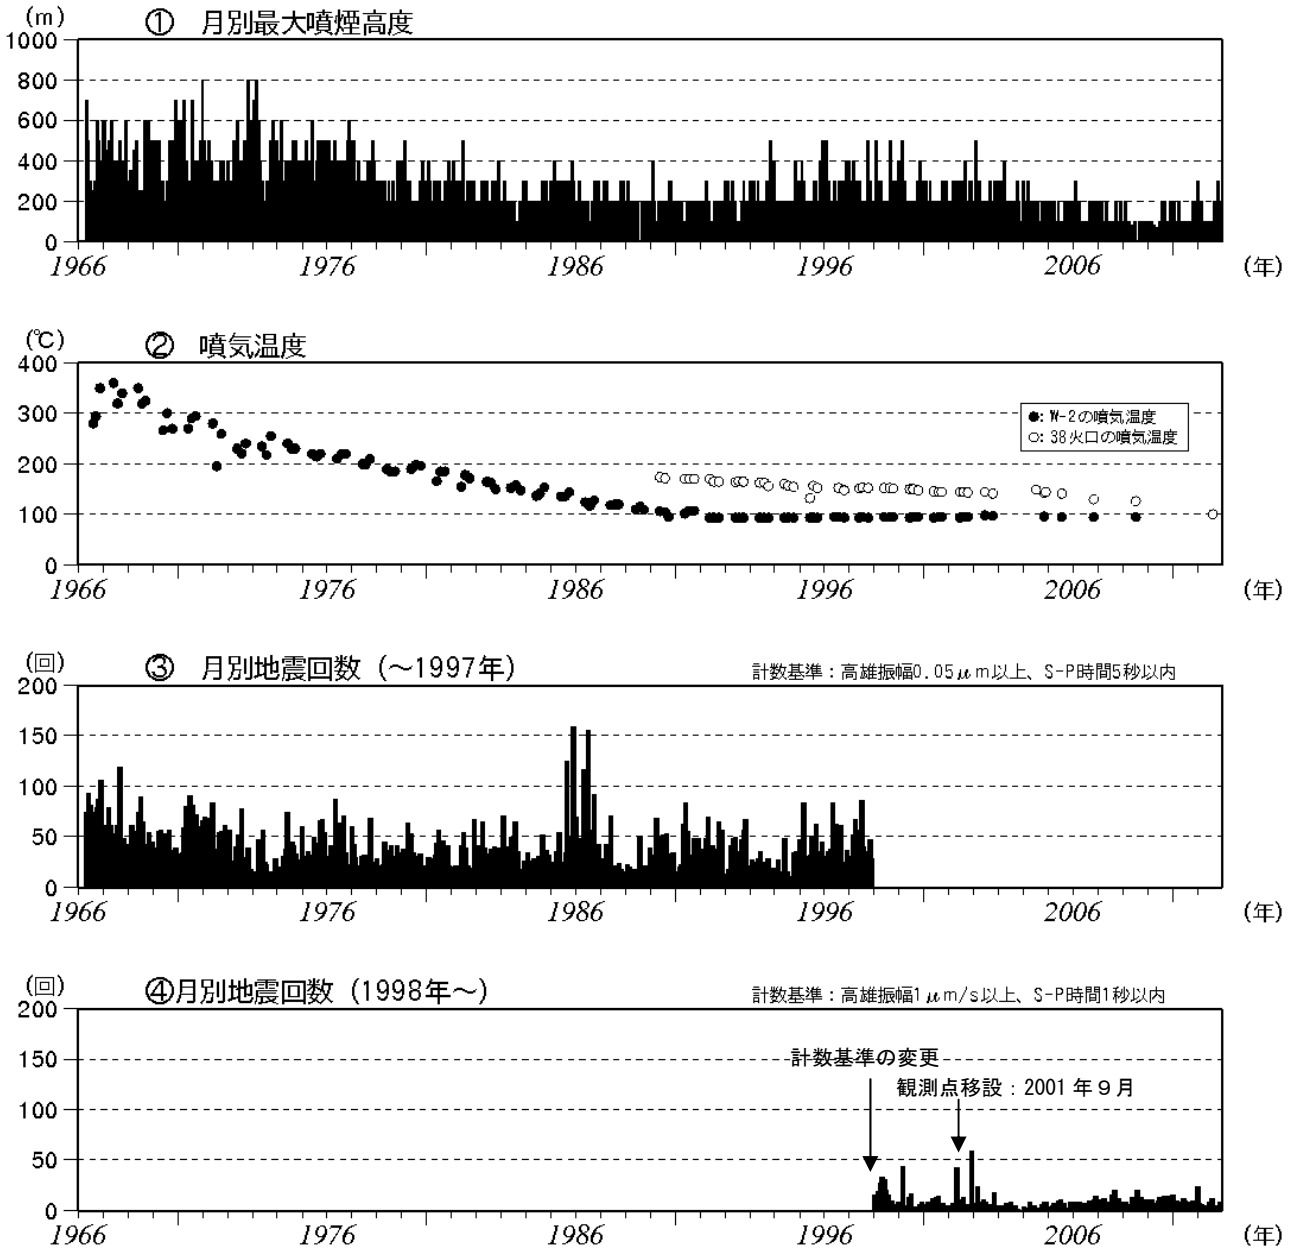 (m)
① 月別最大噴煙高度
1000
800
600
400
200
0
1966 1976 1986 1996 2006 (年)
(℃)
② 噴気温度
400
300
200
100
0
●: W-2の噴気温度
○: 38火口の噴気温度
1966 1976 1986 1996 2006 (年)
(回)
③ 月別地震回数（～1997年） 計数基準：高雄振幅0.05μm以上、S-P時間5秒以内
200
150
100
50
0
1966 1976 1986 1996 2006 (年)
(回)
④月別地震回数（1998年～） 計数基準：高雄振幅1μm/s以上、S-P時間1秒以内
200
150
100
50
0
計数基準の変更
観測点移設：2001年９月
1966 1976 1986 1996 2006 (年)